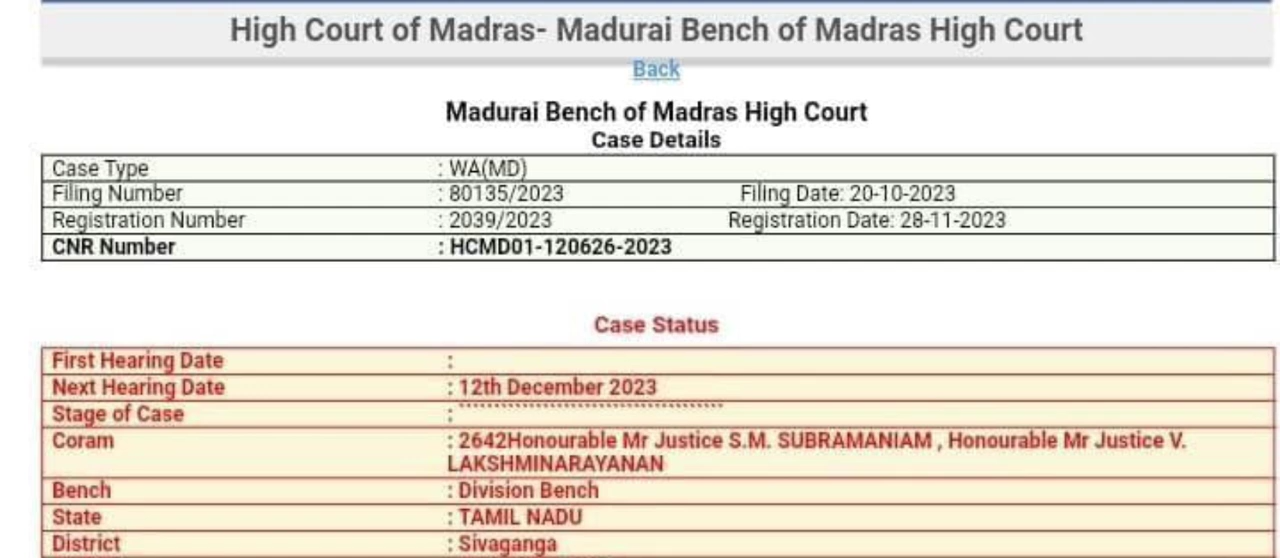 High Court of Madras- Madurai Bench of Madras High Court
Back
Madurai Bench of Madras High Court
Case Details
Case Type : WA(MD)
Filing Number : 80135/2023 Filing Date: 20-10-2023
Registration Number : 2039/2023 Registration Date: 28-11-2023
CNR Number : HCMD01-120626-2023
Case Status
First Hearing Date :
Next Hearing Date : 12th December 2023
Stage of Case :
Coram : 2642Honourable Mr Justice S.M. SUBRAMANIAM , Honourable Mr Justice V.
LAKSHMINARAYANAN
Bench : Division Bench
State : TAMIL NADU
District : Sivaganga